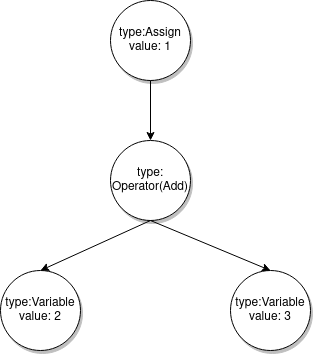 type:Assign
value: 1
type:
Operator(Add)
type:Variable
value: 2
type:Variable
value: 3